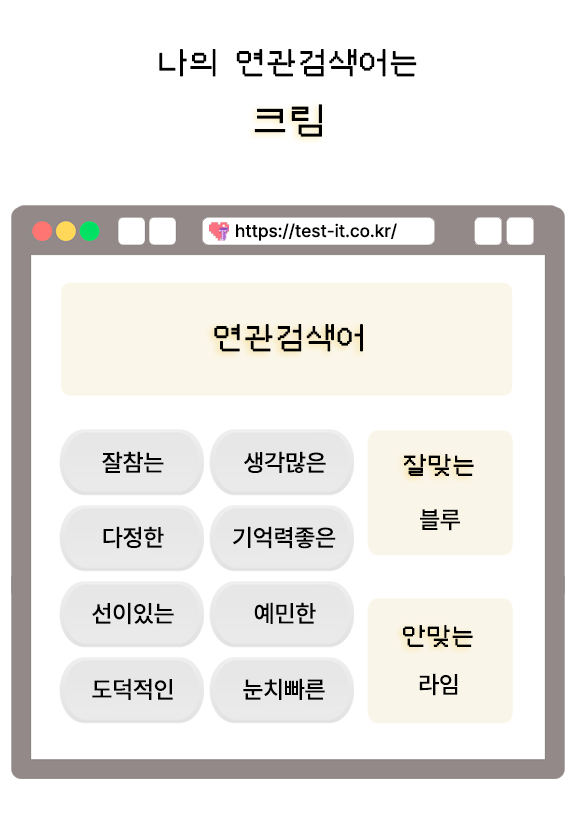 나의 연관검색어는
크림
https://test-it.co.kr/
연관검색어
잘참는
생각많은
다정한
기억력좋은
선이있는
예민한
도덕적인
눈치빠른
잘맞는
블루
안맞는
라임